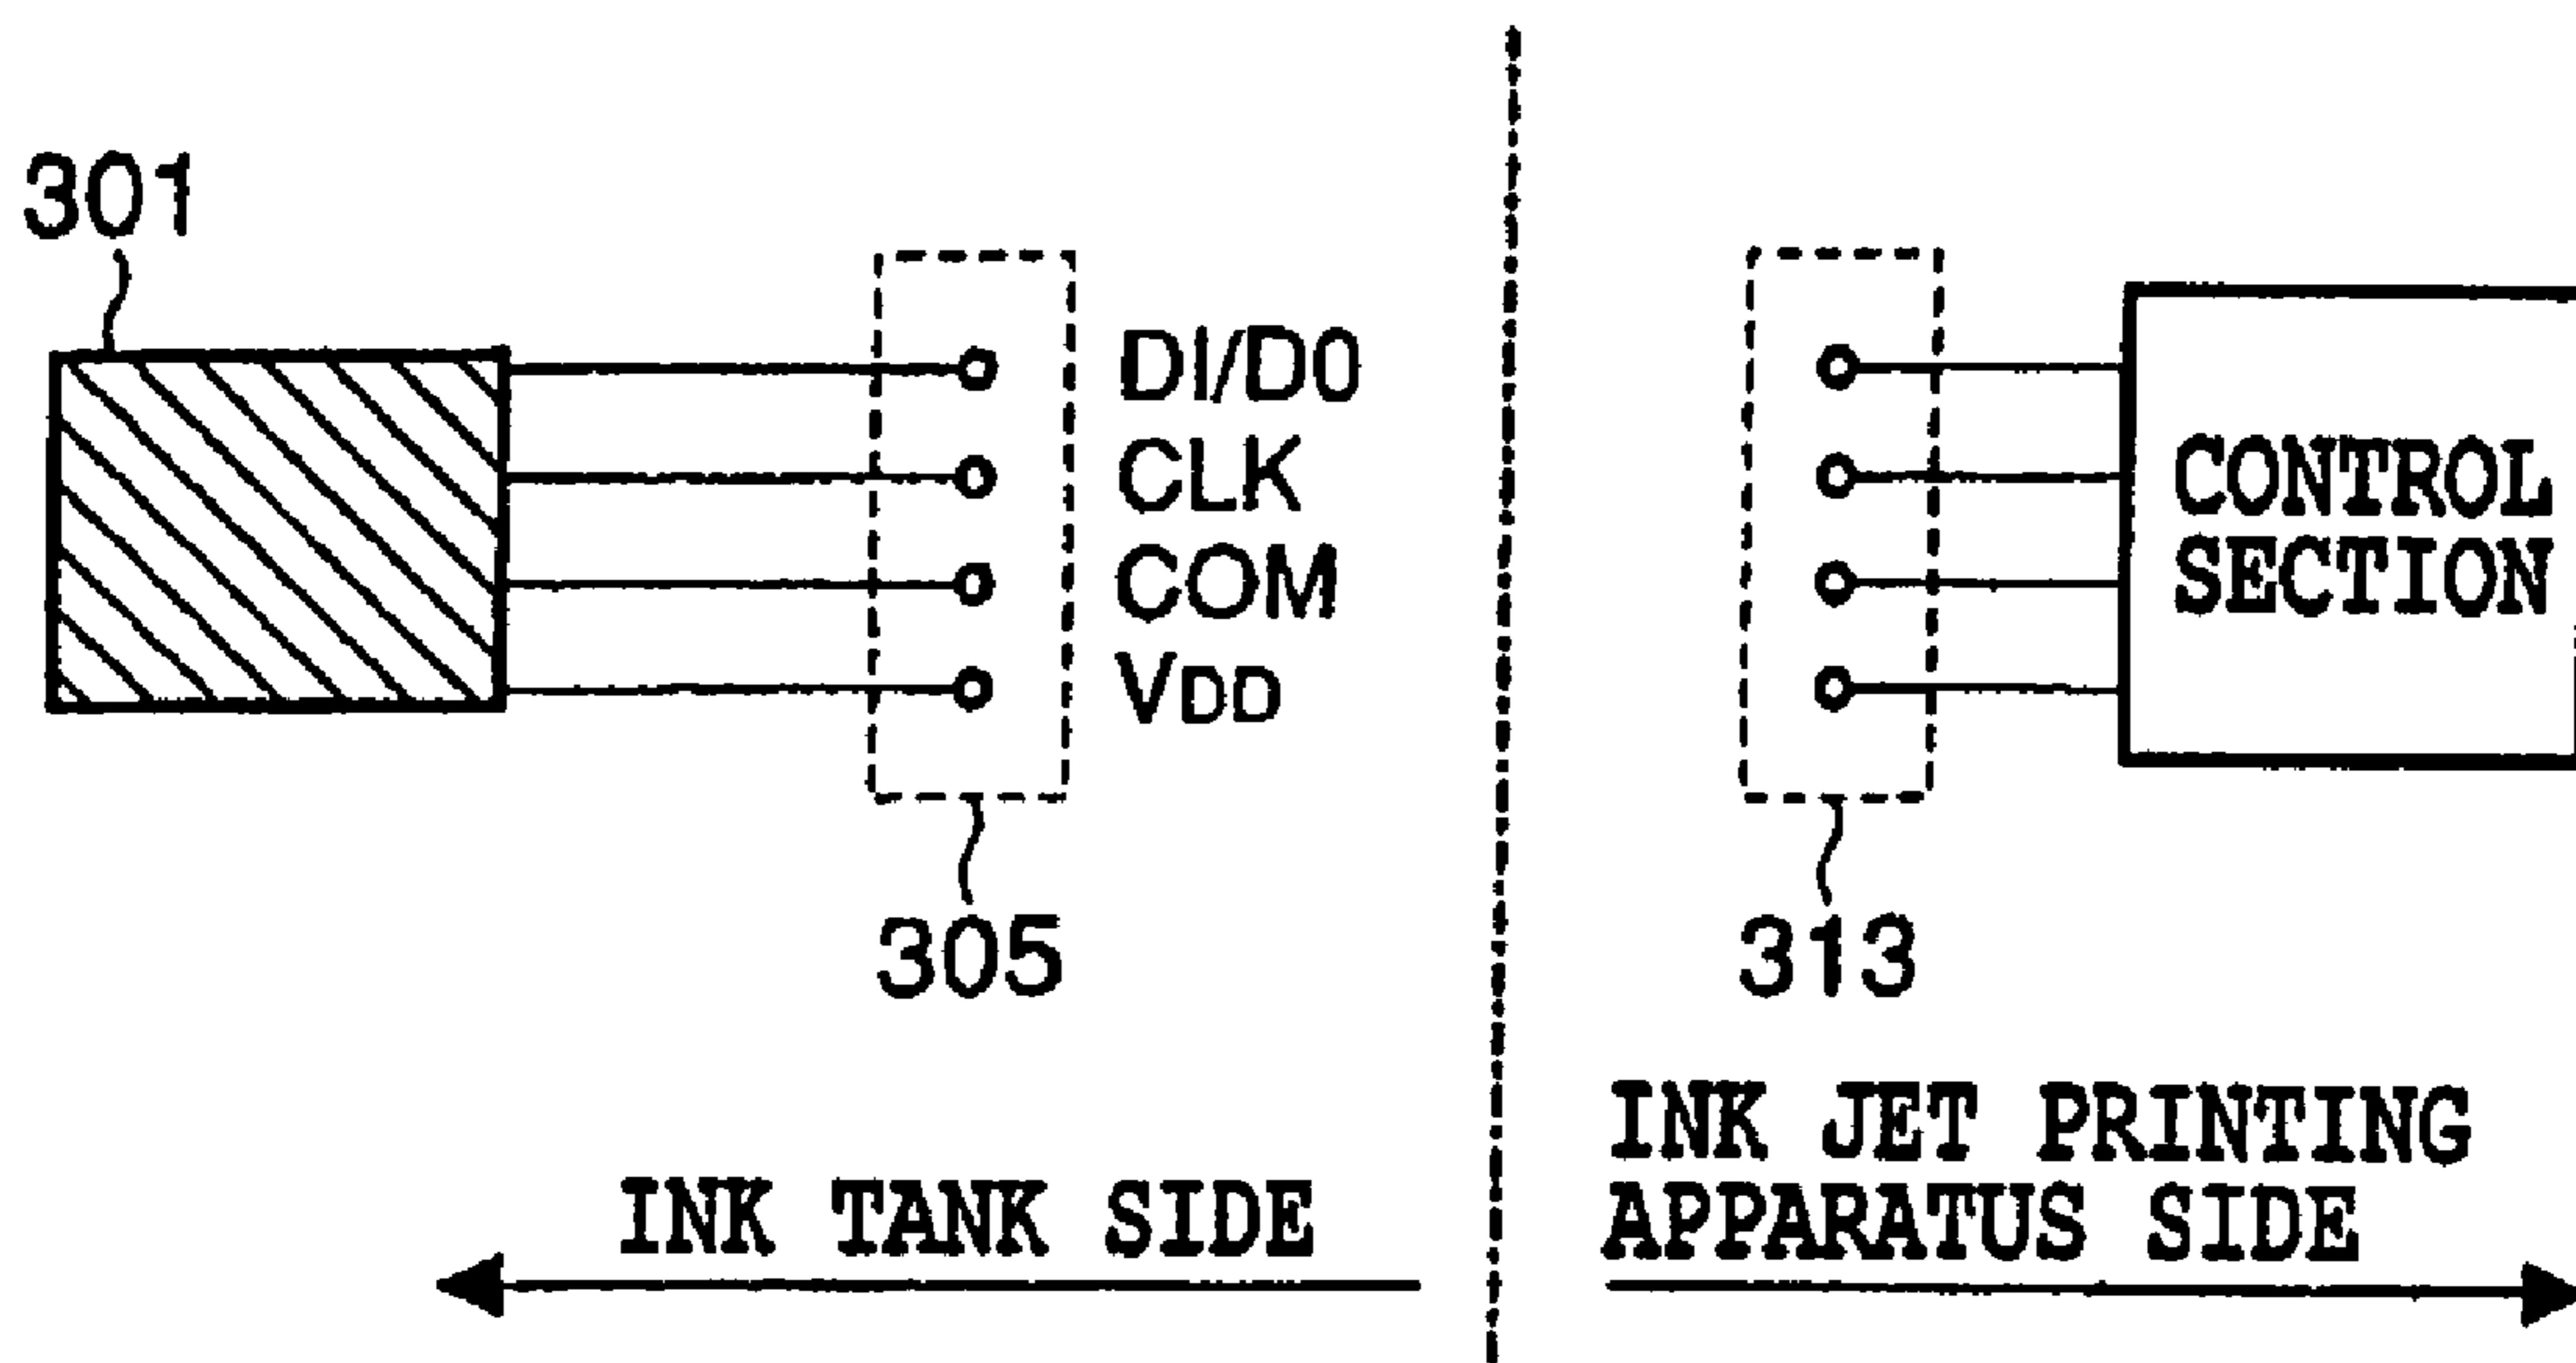 301
DI/D0
CLK
COM
VDD
CONTROL
SECTION
305
313
INK TANK SIDE
INK JET PRINTING
APPARATUS SIDE